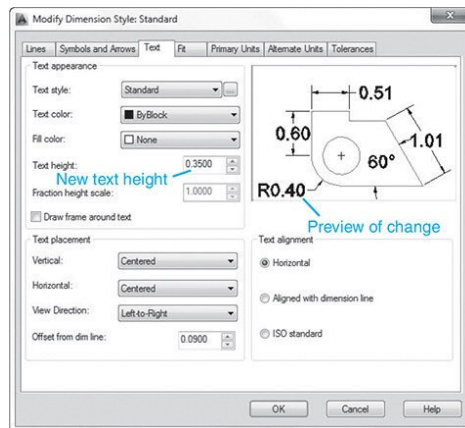 Modify Dimension Style: Standard
Lines
Symbols and Arrows
Text
Fit
Primary Units
Alternate Units
Tolerances
Text appearance
Text style:
Standard
...
Text color:
ByBlock
Fill color:
None
Text height:
0.3500
New text height
Fraction height scale:
1.0000
Draw frame around text
0.51
0.60
1.01
60°
R0.40
Preview of change
Text placement
Vertical:
Centered
Horizontal:
Centered
View Direction:
Left-to-Right
Offset from dim line:
0.0900
Text alignment
Horizontal
Aligned with dimension line
ISO standard
OK
Cancel
Help